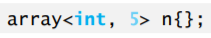 array<int, 5> n{};